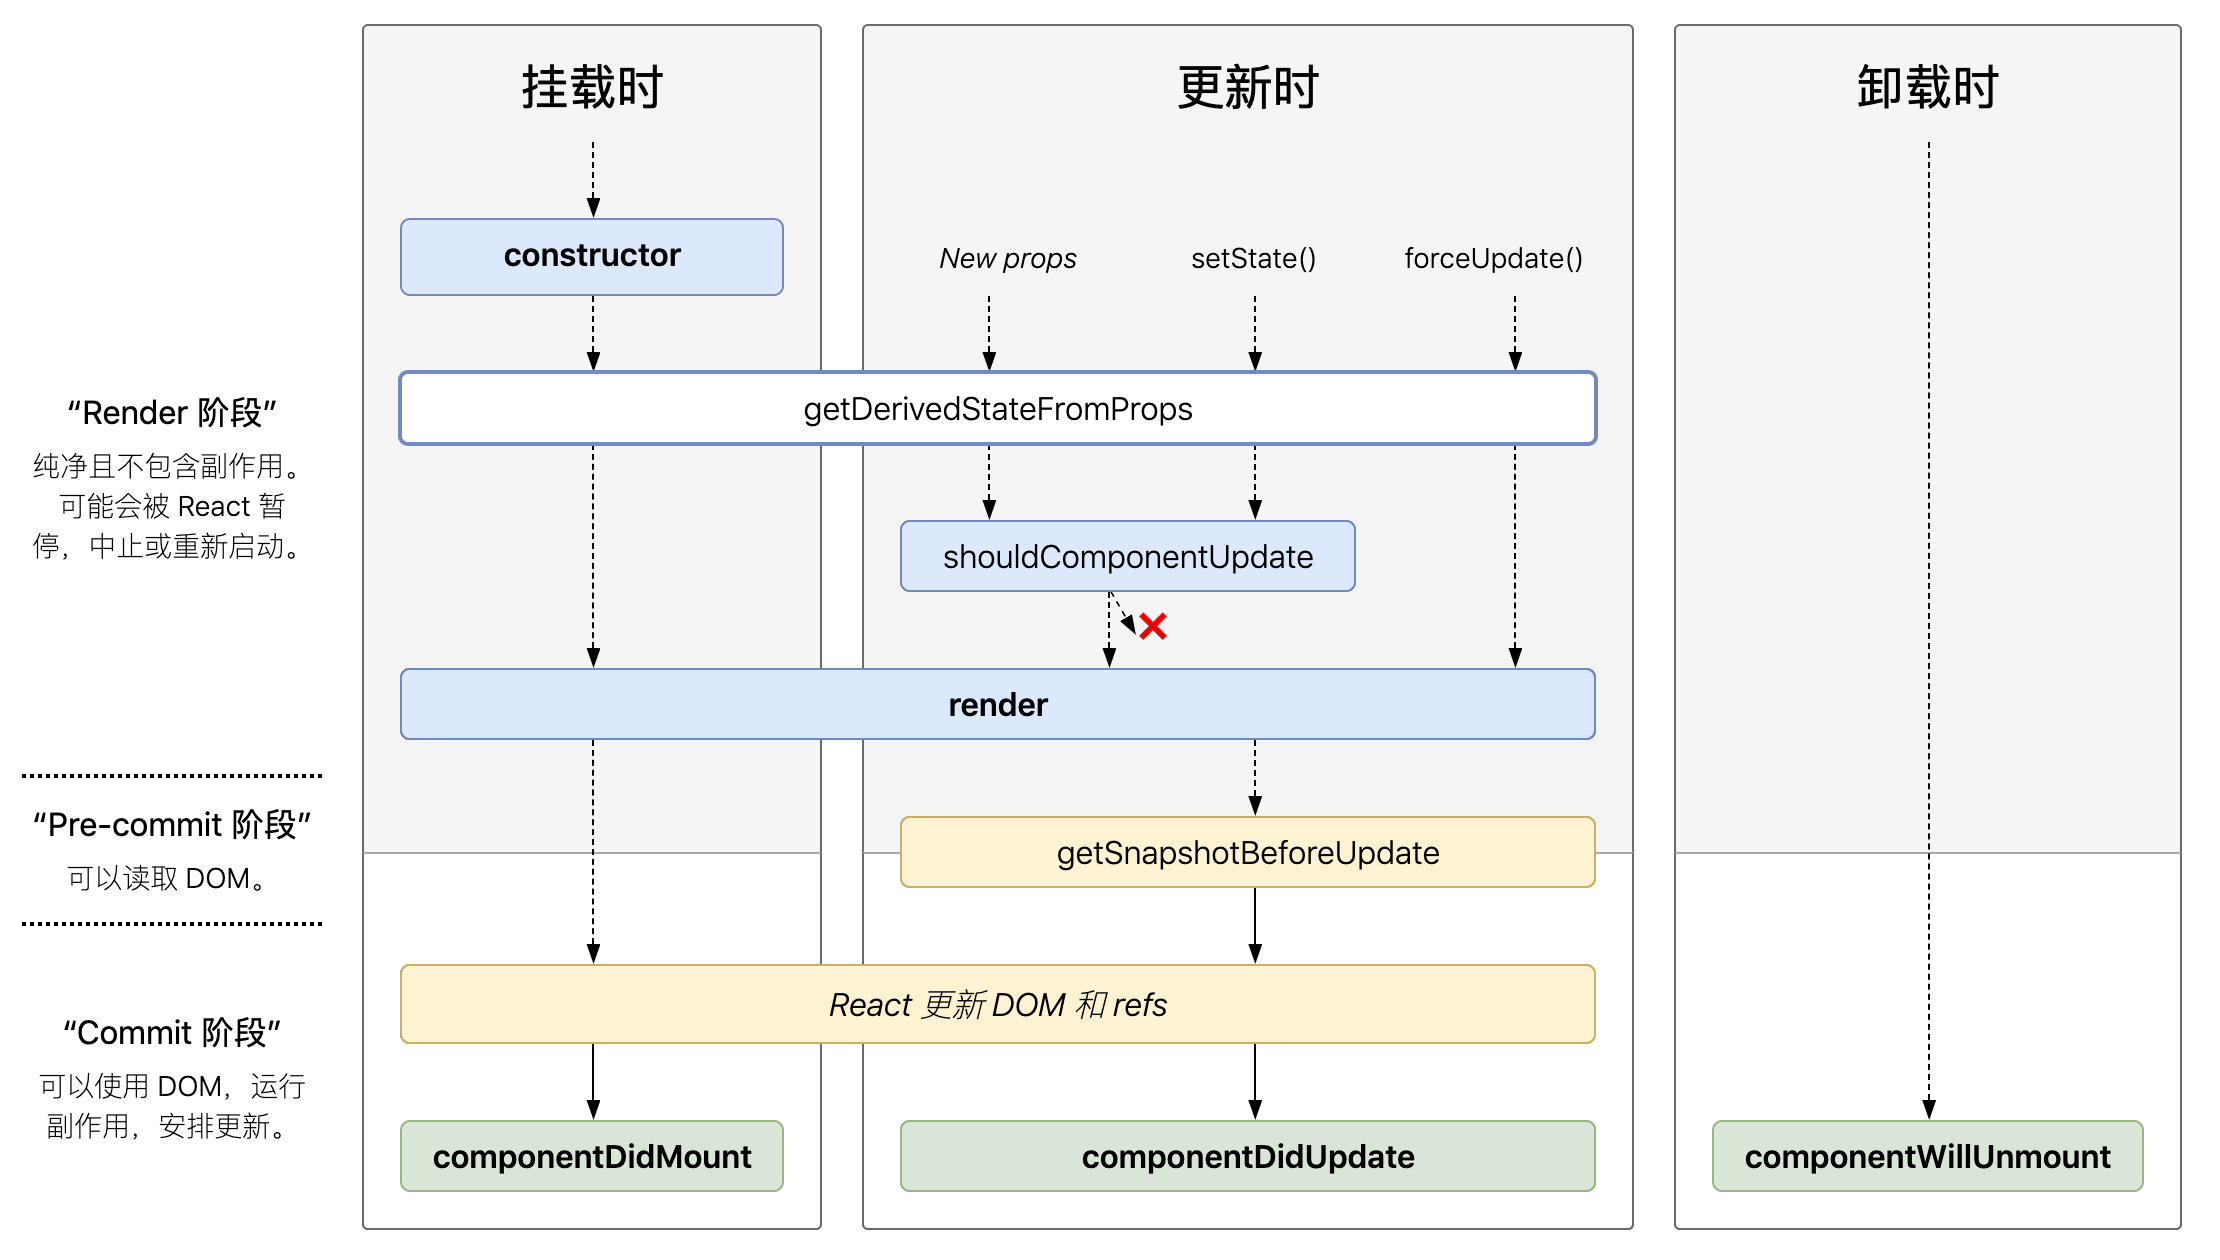 挂载时
更新时
卸载时
constructor
New props
setState()
forceUpdate()
getDerivedStateFromProps
“Render 阶段”
纯净且不包含副作用。
可能会被 React 暂
停，中止或重新启动。
shouldComponentUpdate
render
“Pre-commit 阶段”
可以读取 DOM。
getSnapshotBeforeUpdate
React 更新 DOM 和 refs
“Commit 阶段”
可以使用 DOM，运行
副作用，安排更新。
componentDidMount
componentDidUpdate
componentWillUnmount